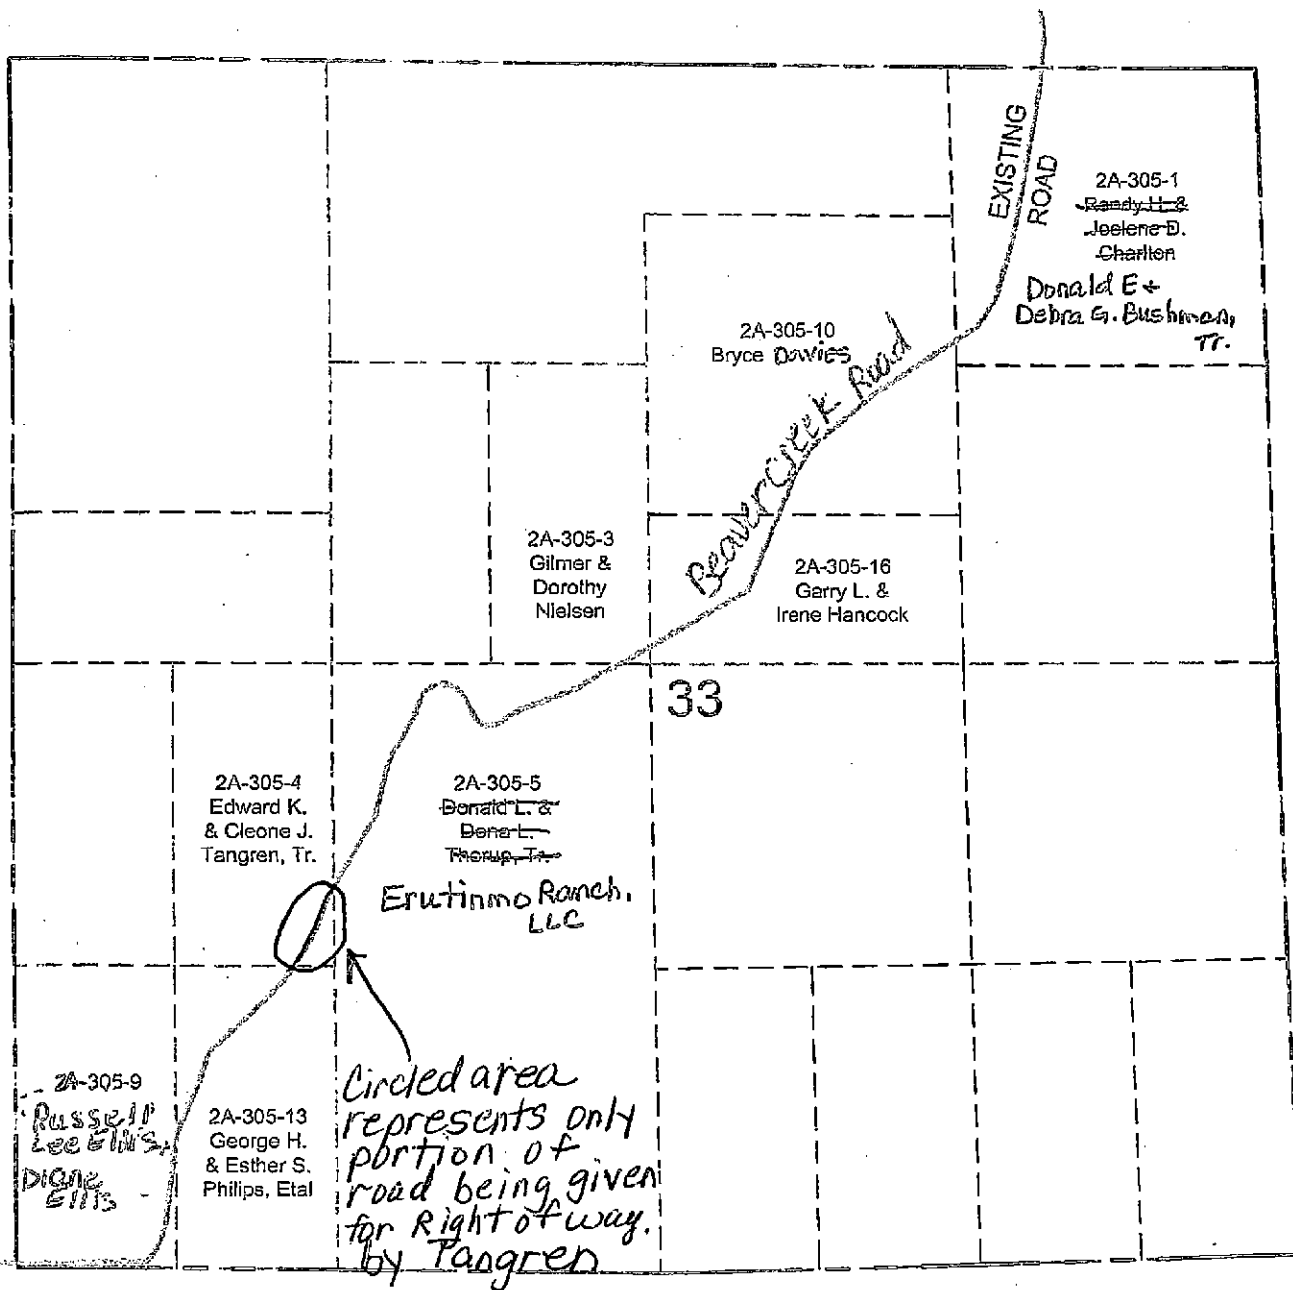 EXISTING
ROAD
2A-305-1
Randy H. &
Joelene D.
Charlton
Donald E +
Debra G. Bushman,
Tr.
2A-305-10
Bryce Davies
Beaver Creek Road
2A-305-3
Gilmer &
Dorothy
Nielsen
2A-305-16
Garry L. &
Irene Hancock
33
2A-305-4
Edward K.
& Cleone J.
Tangren, Tr.
2A-305-5
Donald L. &
Dona L.
Thorup, Tr.
Erutinmo Ranch,
LLC
2A-305-9
Russell
Lee Ellis,
Diane
Ellis
2A-305-13
George H.
& Esther S.
Philips, Etal
Circled area
represents only
portion of
road being given
for Right of way.
by Tangren